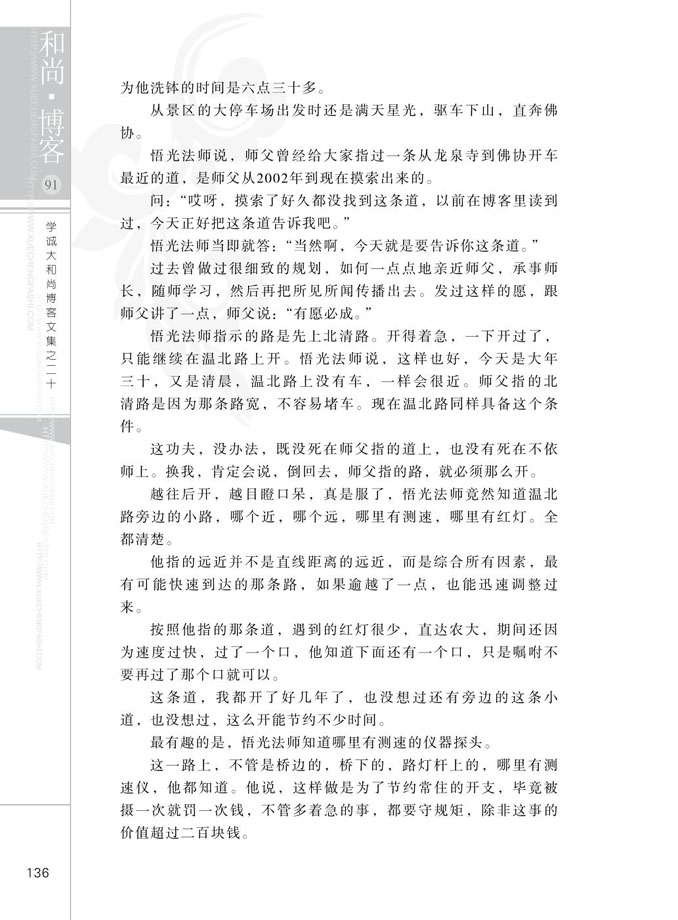 和尚·博客
91
学诚大和尚博客文集之二十
为他洗钵的时间是六点三十多。
从景区的大停车场出发时还是满天星光，驱车下山，直奔佛
协。
悟光法师说，师父曾经给大家指过一条从龙泉寺到佛协开车
最近的道，是师父从2002年到现在摸索出来的。
问：“哎呀，摸索了好久都没找到这条道，以前在博客里读到
过，今天正好把这条道告诉我吧。”
悟光法师当即就答：“当然啊，今天就是要告诉你这条道。”
过去曾做过很细致的规划，如何一点点地亲近师父，承事师
长，随师学习，然后再把所见所闻传播出去。发过这样的愿，跟
师父讲了一点，师父说：“有愿必成。”
悟光法师指示的路是先上北清路。开得着急，一下开过了，
只能继续在温北路上开。悟光法师说，这样也好，今天是大年
三十，又是清晨，温北路上没有车，一样会很近。师父指的北
清路是因为那条路宽，不容易堵车。现在温北路同样具备这个条
件。
这功夫，没办法，既没死在师父指的道上，也没有死在不依
师上。换我，肯定会说，倒回去，师父指的路，就必须那么开。
越往后开，越目瞪口呆，真是服了，悟光法师竟然知道温北
路旁边的小路，哪个近，哪个远，哪里有测速，哪里有红灯。全
都清楚。
他指的远近并不是直线距离的远近，而是综合所有因素，最
有可能快速到达的那条路，如果逾越了一点，也能迅速调整过
来。
按照他指的那条道，遇到的红灯很少，直达农大，期间还因
为速度过快，过了一个口，他知道下面还有一个口，只是嘱咐不
要再过了那个口就可以。
这条道，我都开了好几年了，也没想过还有旁边的这条小
道，也没想过，这么开能节约不少时间。
最有趣的是，悟光法师知道哪里有测速的仪器探头。
这一路上，不管是桥边的，桥下的，路灯杆上的，哪里有测
速仪，他都知道。他说，这样做是为了节约常住的开支，毕竟被
摄一次就罚一次钱，不管多着急的事，都要守规矩，除非这事的
价值超过二百块钱。
136